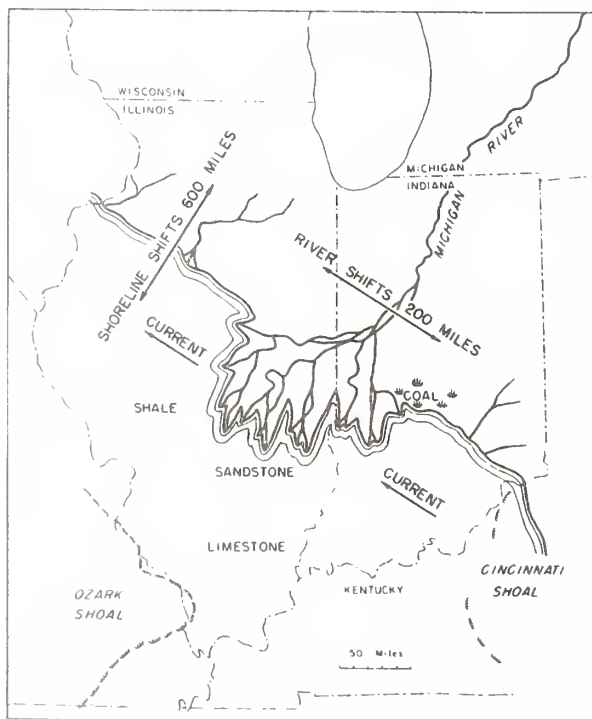 WISCONSIN
ILLINOIS
MICHIGAN
INDIANA
MICHIGAN RIVER
SHORELINE SHIFTS 600 MILES
RIVER SHIFTS 200 MILES
CURRENT
COAL
SHALE
SANDSTONE
CURRENT
LIMESTONE
OZARK
SHOAL
KENTUCKY
CINCINNATI
SHOAL
50 Miles